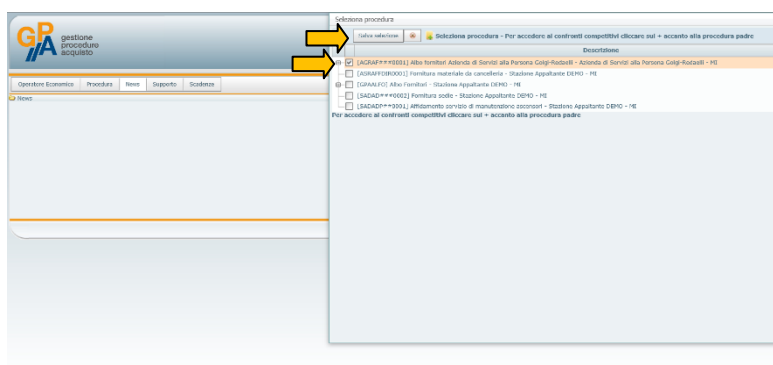 Seleziona procedura
GPA gestione procedure acquisto
Salva selezione
Seleziona procedura - Per accedere ai confronti competitivi cliccare sul + accanto alla procedura padre
Descrizione
[AGRAF***0001] Albo fornitori Azienda di Servizi alla Persona Golgi-Redaelli - Azienda di Servizi alla Persona Golgi-Redaelli - MI
Fornitura materiale da cancelleria - Stazione Appaltante DEMO - MI
[GPAALFO] Albo Fornitori - Stazione Appaltante DEMO - MI
[SADAD***0002] Fornitura sedie - Stazione Appaltante DEMO - MI
[SADADP***0001] Affidamento servizio di manutenzione ascensori - Stazione Appaltante DEMO - MI
Per accedere ai confronti competitivi cliccare sul + accanto alla procedura padre
Operatore Economico Procedura News Supporto Scadenze
News